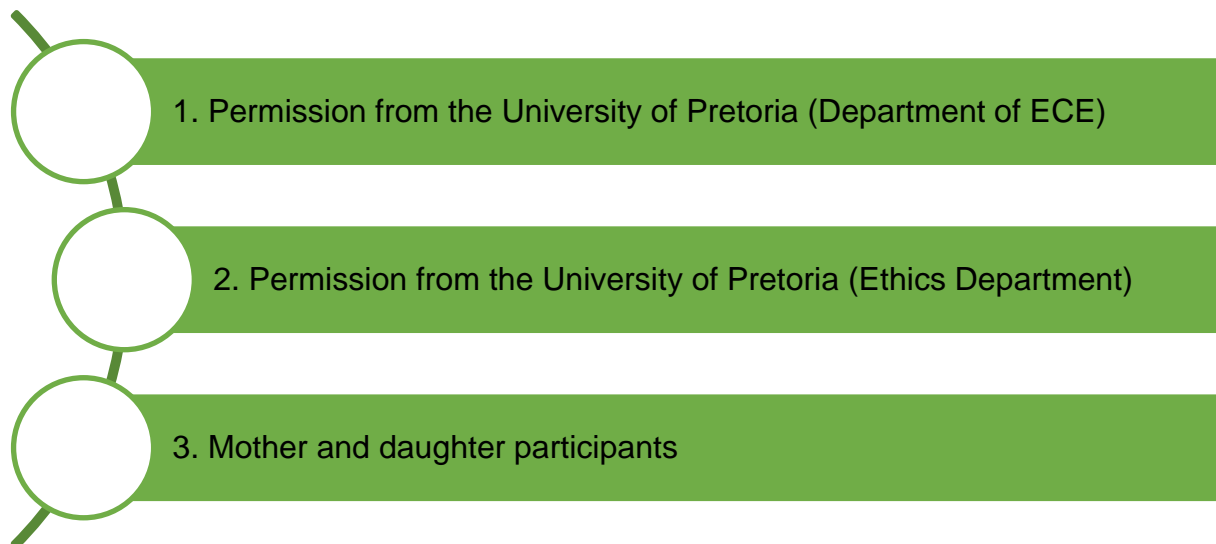 1. Permission from the University of Pretoria (Department of ECE)
2. Permission from the University of Pretoria (Ethics Department)
3. Mother and daughter participants